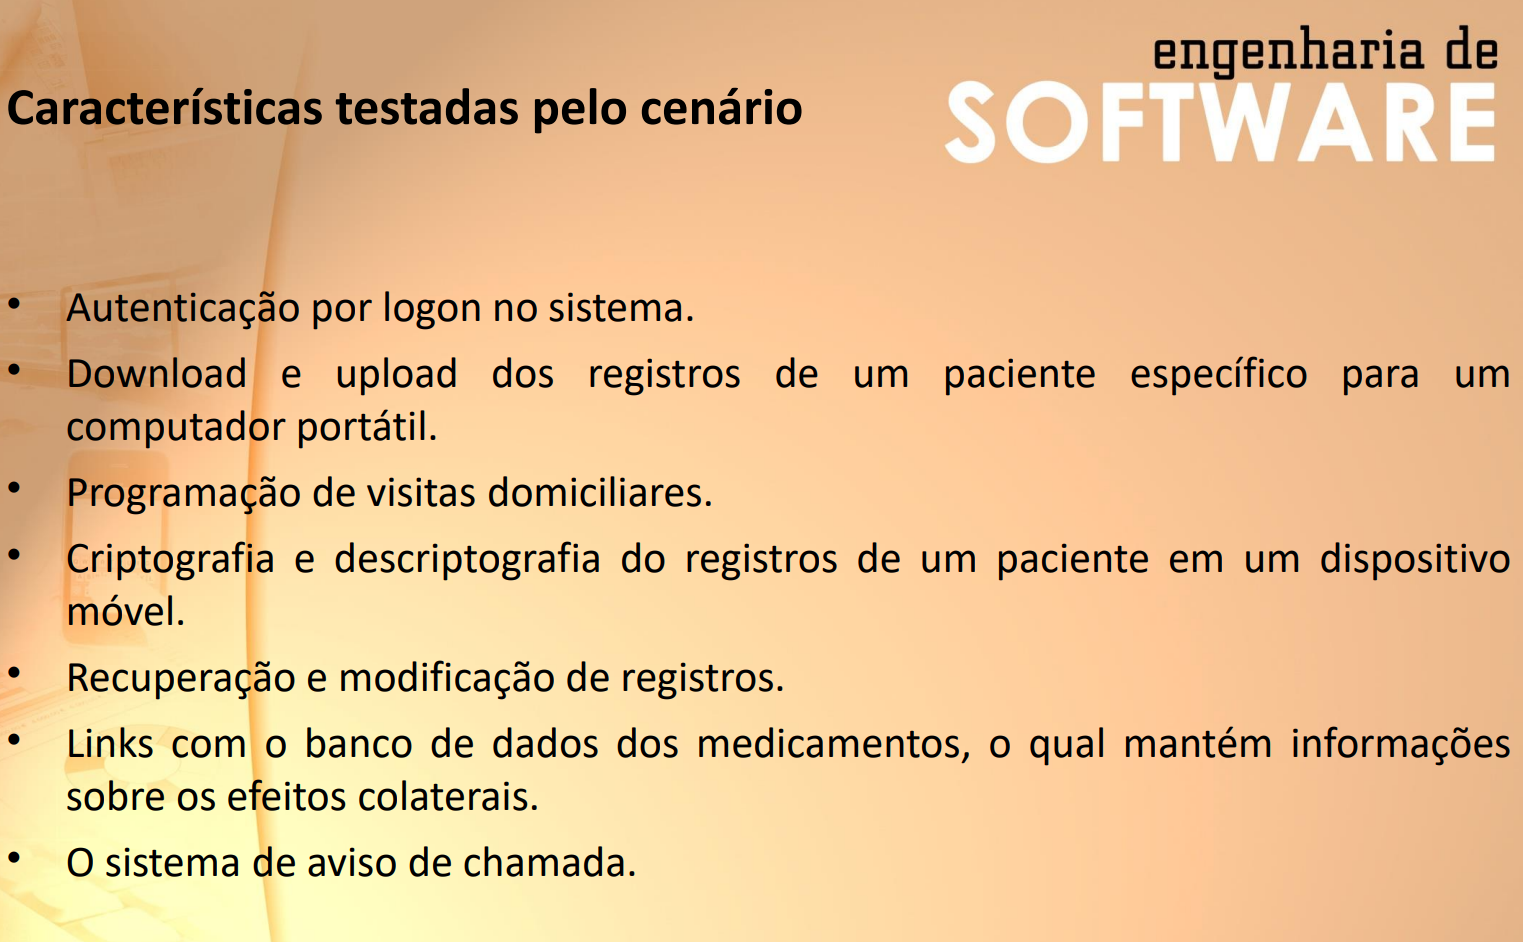 engenharia de
SOFTWARE
Características testadas pelo cenário
• Autenticação por logon no sistema.
• Download e upload dos registros de um paciente específico para um
computador portátil.
• Programação de visitas domiciliares.
• Criptografia e descriptografia do registros de um paciente em um dispositivo
móvel.
• Recuperação e modificação de registros.
• Links com o banco de dados dos medicamentos, o qual mantém informações
sobre os efeitos colaterais.
• O sistema de aviso de chamada.